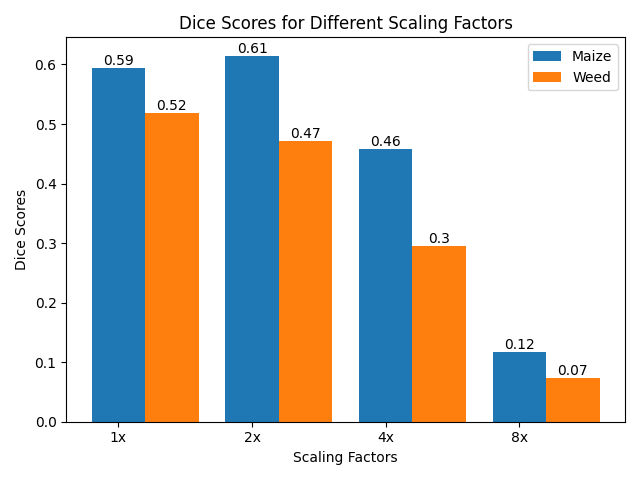 Dice Scores for Different Scaling Factors
Maize
Weed
0.59
0.52
0.61
0.47
0.46
0.3
0.12
0.07
0.6
0.5
0.4
0.3
0.2
0.1
0.0
Dice Scores
1x
2x
4x
8x
Scaling Factors